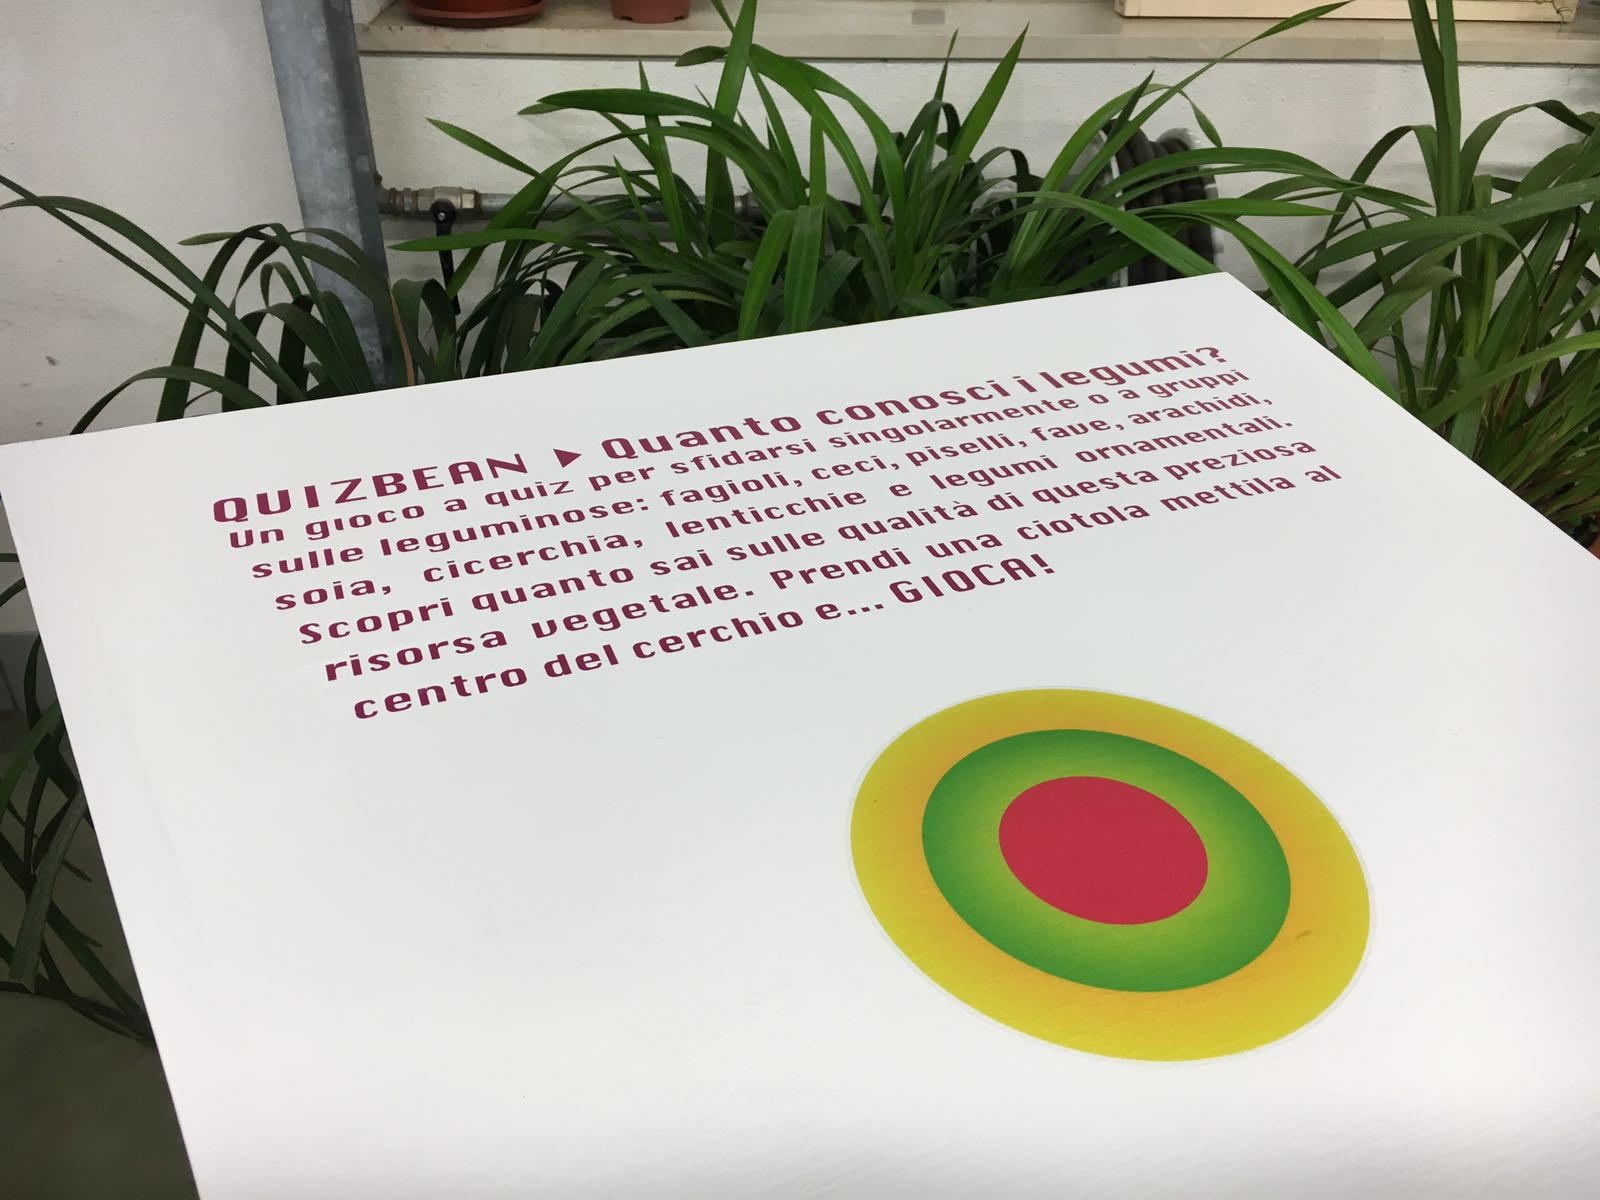 QUIZBEAN ▶ Quanto conosci i legumi?
Un gioco a quiz per sfidarsi singolarmente o a gruppi
sulle leguminose: fagioli, ceci, piselli, fave, arachidi,
soia, cicerchia, lenticchie e legumi ornamentali.
Scopri quanto sai sulle qualità di questa preziosa
risorsa vegetale. Prendi una ciotola mettila al
centro del cerchio e... GIOCA!